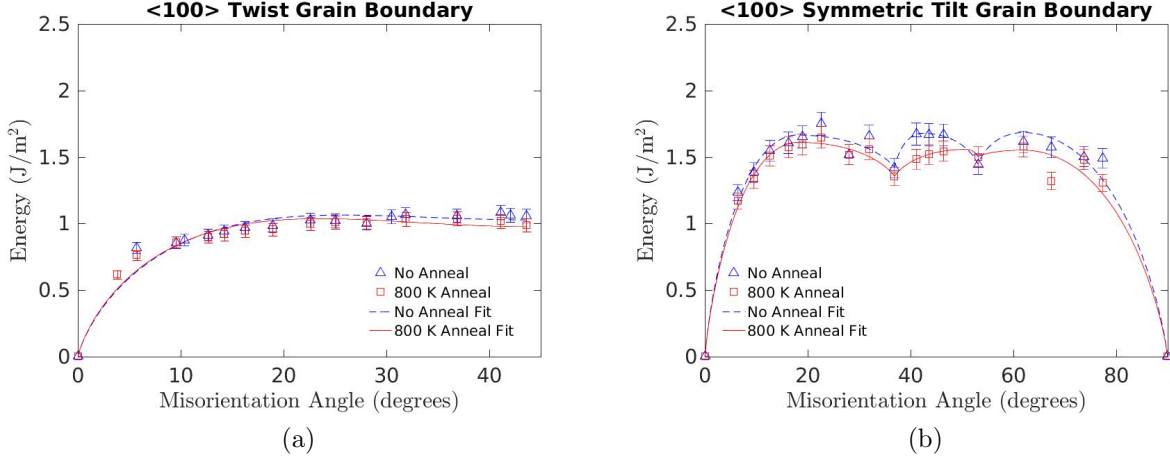 <100> Twist Grain Boundary
2.5
2
1.5
1
0.5
0
Energy (J/m²)
0 10 20 30 40
Misorientation Angle (degrees)
No Anneal
800 K Anneal
No Anneal Fit
800 K Anneal Fit
(a)
<100> Symmetric Tilt Grain Boundary
2.5
2
1.5
1
0.5
0
Energy (J/m²)
0 20 40 60 80
Misorientation Angle (degrees)
No Anneal
800 K Anneal
No Anneal Fit
800 K Anneal Fit
(b)